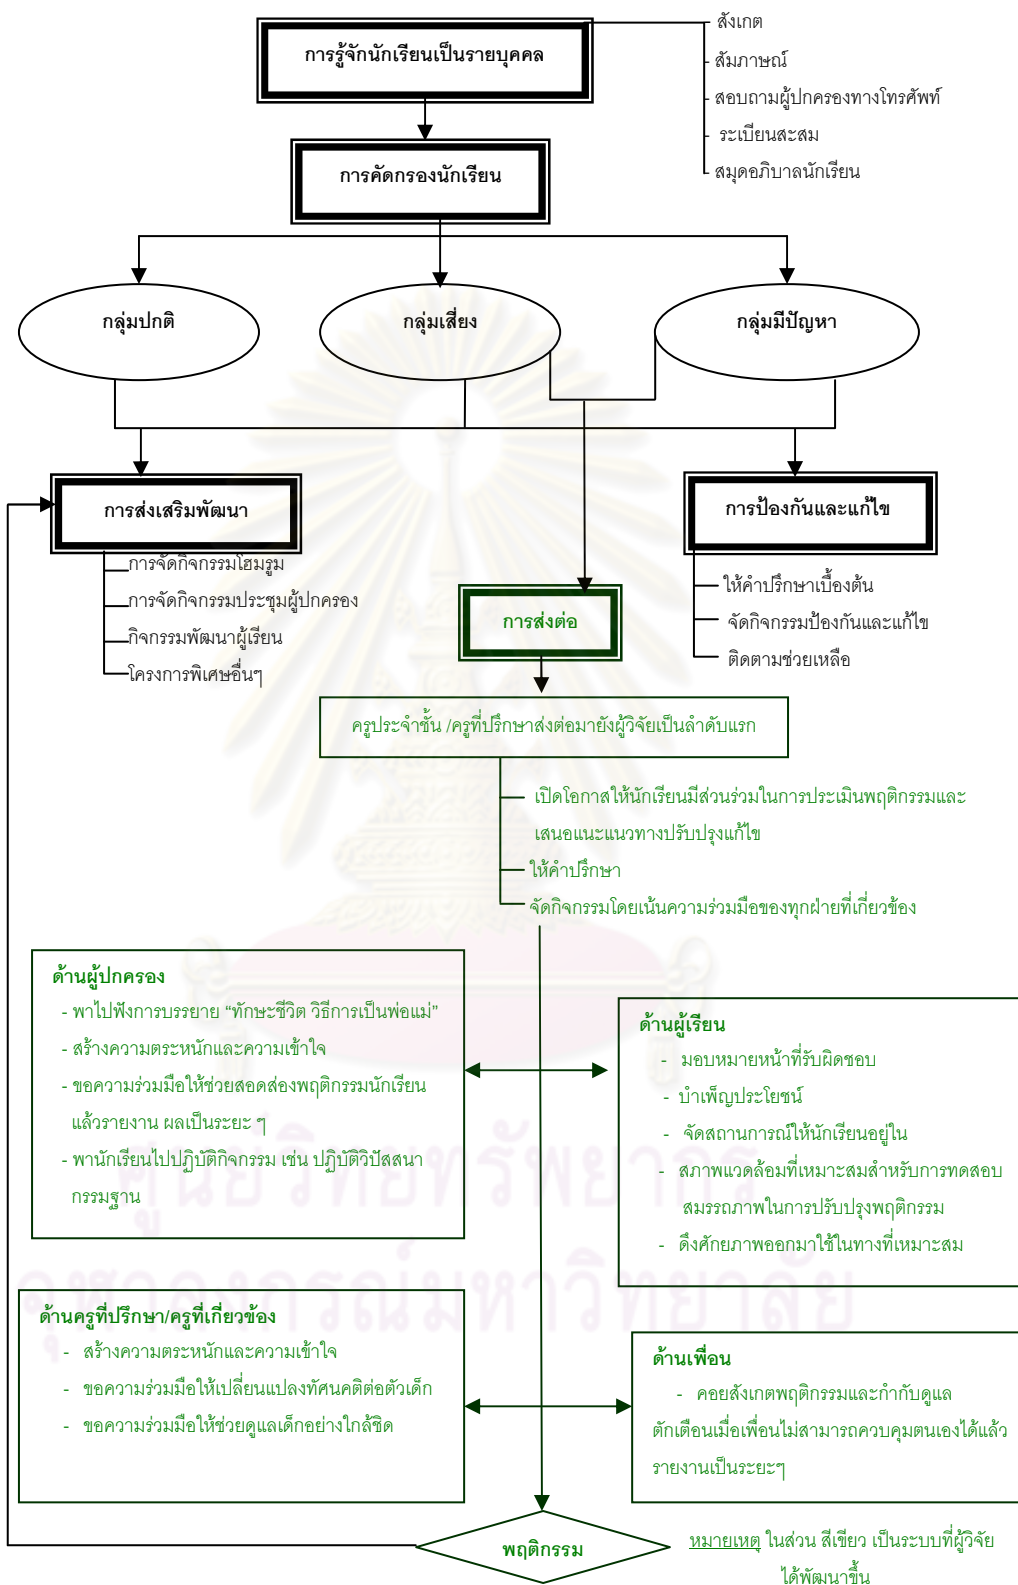 การรู้จักนักเรียนเป็นรายบุคคล
สังเกต
สัมภาษณ์
สอบถามผู้ปกครองทางโทรศัพท์
ระเบียนสะสม
สมุดอภิบาลนักเรียน
การคัดกรองนักเรียน
กลุ่มปกติ
กลุ่มเสี่ยง
กลุ่มมีปัญหา
การส่งเสริมพัฒนา
การจัดกิจกรรมโฮมรูม
การจัดกิจกรรมประชุมผู้ปกครอง
กิจกรรมพัฒนาผู้เรียน
โครงการพิเศษอื่นๆ
การป้องกันและแก้ไข
ให้คำปรึกษาเบื้องต้น
จัดกิจกรรมป้องกันและแก้ไข
ติดตามช่วยเหลือ
การส่งต่อ
ครูประจำชั้น /ครูที่ปรึกษาส่งต่อมายังผู้วิจัยเป็นลำดับแรก
เปิดโอกาสให้นักเรียนมีส่วนร่วมในการประเมินพฤติกรรมและ
เสนอแนะแนวทางปรับปรุงแก้ไข
ให้คำปรึกษา
จัดกิจกรรมโดยเน้นความร่วมมือของทุกฝ่ายที่เกี่ยวข้อง
ด้านผู้ปกครอง
- พาไปฟังการบรรยาย “ทักษะชีวิต วิธีการเป็นพ่อแม่”
- สร้างความตระหนักและความเข้าใจ
- ขอความร่วมมือให้ช่วยสอดส่องพฤติกรรมนักเรียน
แล้วรายงาน ผลเป็นระยะ ๆ
- พานักเรียนไปปฏิบัติกิจกรรม เช่น ปฏิบัติวิปัสสนา
กรรมฐาน
ด้านผู้เรียน
- มอบหมายหน้าที่รับผิดชอบ
- บำเพ็ญประโยชน์
- จัดสถานการณ์ให้นักเรียนอยู่ใน
- สภาพแวดล้อมที่เหมาะสมสำหรับการทดสอบ
สมรรถภาพในการปรับปรุงพฤติกรรม
- ดึงศักยภาพออกมาใช้ในทางที่เหมาะสม
ด้านครูที่ปรึกษา/ครูที่เกี่ยวข้อง
- สร้างความตระหนักและความเข้าใจ
- ขอความร่วมมือให้เปลี่ยนแปลงทัศนคติต่อตัวเด็ก
- ขอความร่วมมือให้ช่วยดูแลเด็กอย่างใกล้ชิด
ด้านเพื่อน
- คอยสังเกตพฤติกรรมและกำกับดูแล
ตักเตือนเมื่อเพื่อนไม่สามารถควบคุมตนเองได้แล้ว
รายงานเป็นระยะๆ
พฤติกรรม
หมายเหตุ ในส่วน สีเขียว เป็นระบบที่ผู้วิจัย
ได้พัฒนาขึ้น
ศูนย์วิทยทรัพยากร
จุฬาลงกรณ์มหาวิทยาลัย